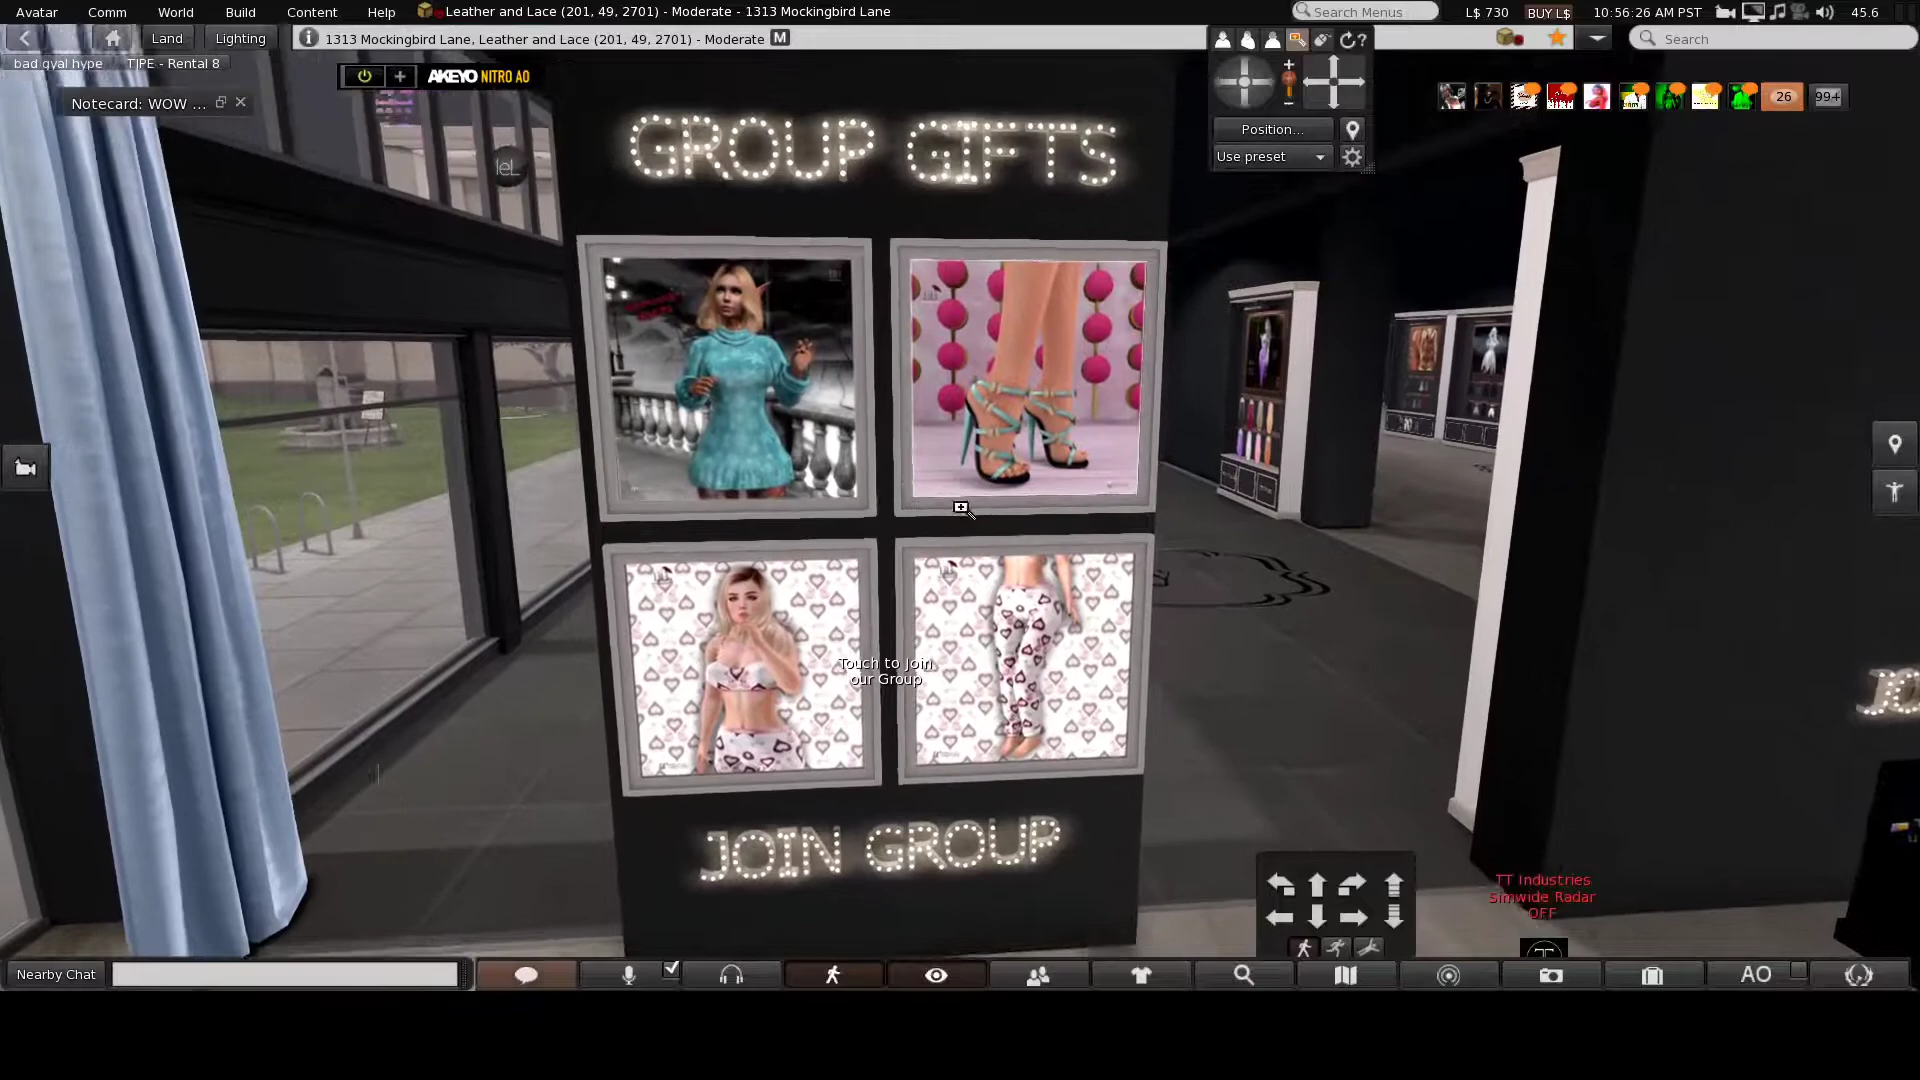 Avatar Comm World Build Content Help Leather and Lace (201, 49, 2701) - Moderate - 1313 Mockingbird Lane Search Menus L$ 730 BUY L$ 10:56:26 AM PST 45.6
Land Lighting 1313 Mockingbird Lane, Leather and Lace (201, 49, 2701) - Moderate M Search
bad gyal hype TIPE - Rental 8
AKEYO NITRO AO
Notecard: WOW ...
26 99+
Position...
Use preset
GROUP GIFTS
leL
Touch to Join
our Group
JOIN GROUP
TT Industries
Simwide Radar
OFF
Nearby Chat
AO